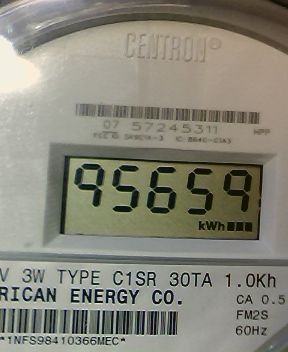 CENTRON®
07 57245311 HPP
95659
kWh
V 3W TYPE C1SR 30TA 1.0Kh
RICAN ENERGY CO. CA 0.5
FM2S
60Hz
*1NFS98410366MEC*